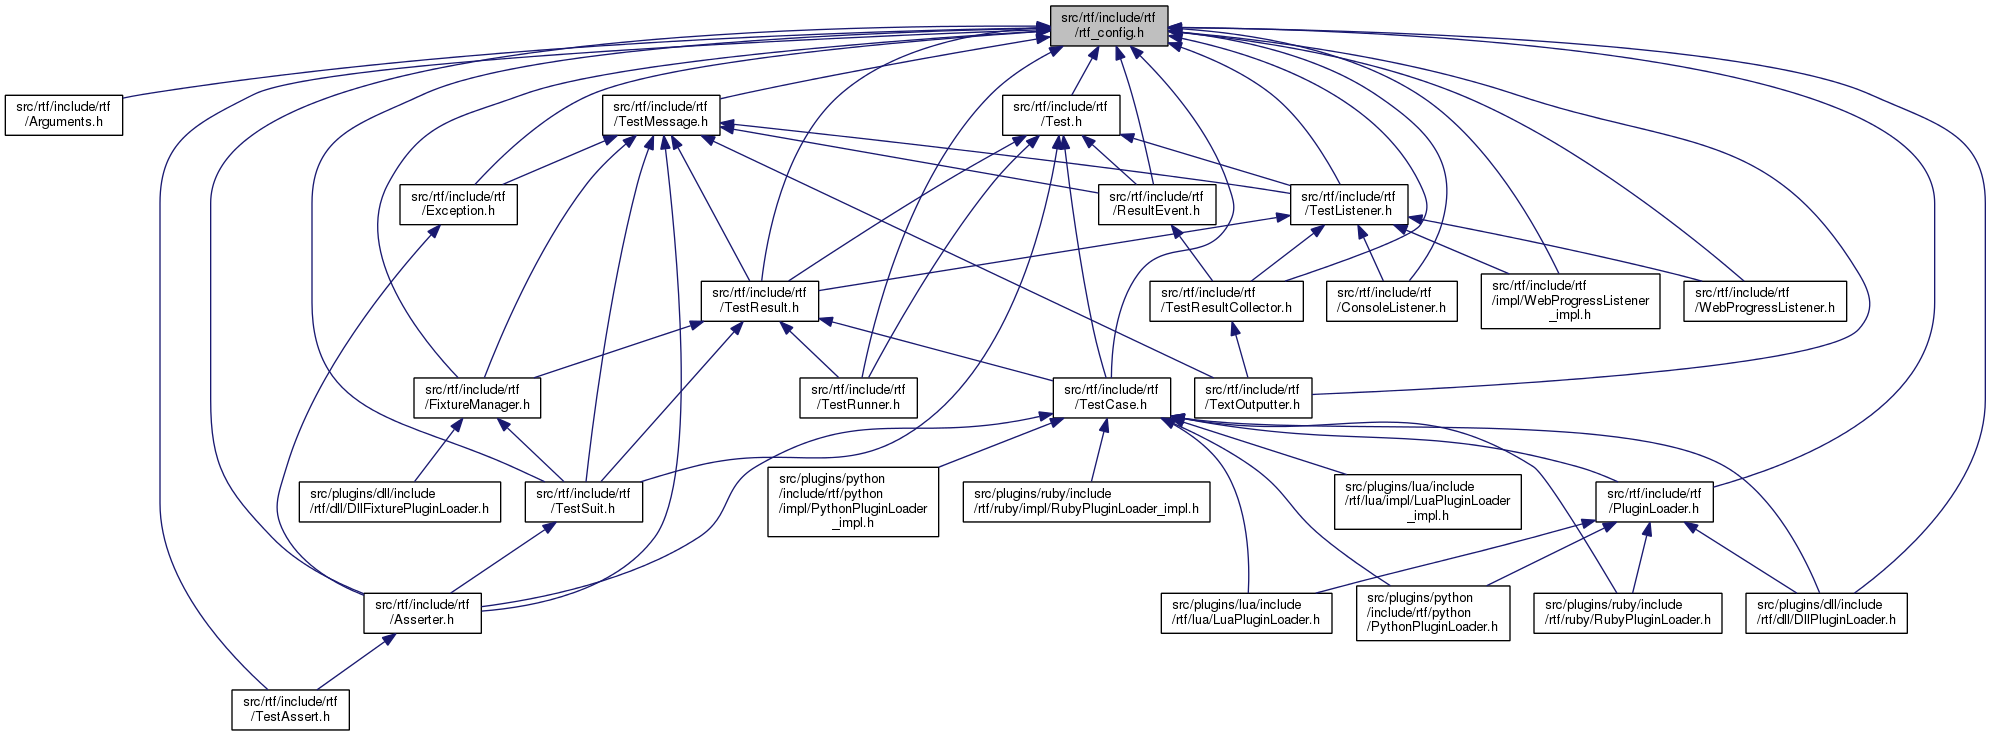 src/rtf/include/rtf
/rtf_config.h
src/rtf/include/rtf
/Arguments.h
src/rtf/include/rtf
/TestMessage.h
src/rtf/include/rtf
/Test.h
src/rtf/include/rtf
/Exception.h
src/rtf/include/rtf
/ResultEvent.h
src/rtf/include/rtf
/TestListener.h
src/rtf/include/rtf
/TestResult.h
src/rtf/include/rtf
/TestResultCollector.h
src/rtf/include/rtf
/ConsoleListener.h
src/rtf/include/rtf
/impl/WebProgressListener
_impl.h
src/rtf/include/rtf
/WebProgressListener.h
src/rtf/include/rtf
/FixtureManager.h
src/rtf/include/rtf
/TestRunner.h
src/rtf/include/rtf
/TestCase.h
src/rtf/include/rtf
/TextOutputter.h
src/plugins/dll/include
/rtf/dll/DllFixturePluginLoader.h
src/rtf/include/rtf
/TestSuit.h
src/plugins/python
/include/rtf/python
/impl/PythonPluginLoader
_impl.h
src/plugins/ruby/include
/rtf/ruby/impl/RubyPluginLoader_impl.h
src/plugins/lua/include
/rtf/lua/impl/LuaPluginLoader
_impl.h
src/rtf/include/rtf
/PluginLoader.h
src/rtf/include/rtf
/Asserter.h
src/plugins/lua/include
/rtf/lua/LuaPluginLoader.h
src/plugins/python
/include/rtf/python
/PythonPluginLoader.h
src/plugins/ruby/include
/rtf/ruby/RubyPluginLoader.h
src/plugins/dll/include
/rtf/dll/DllPluginLoader.h
src/rtf/include/rtf
/TestAssert.h